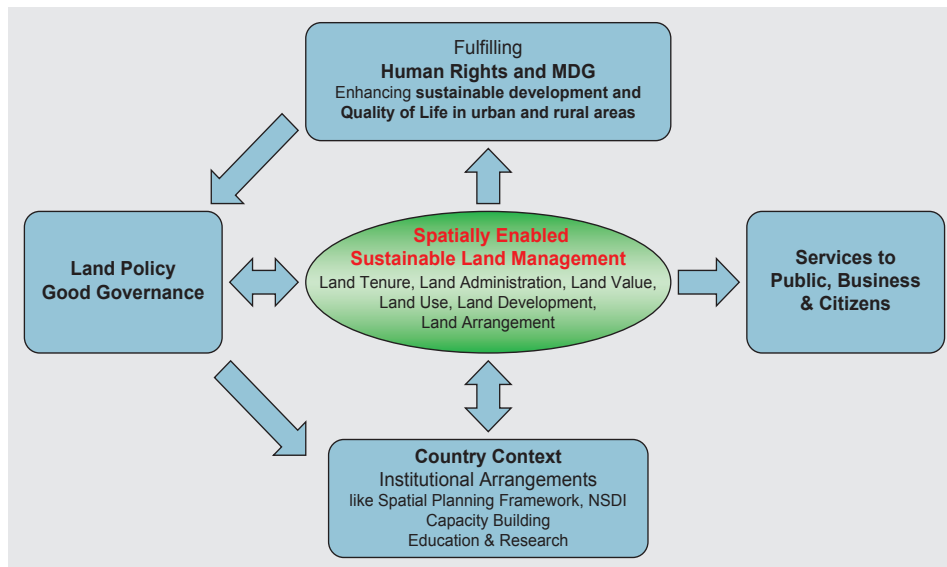 Fulfilling
Human Rights and MDG
Enhancing sustainable development and
Quality of Life in urban and rural areas
Land Policy
Good Governance
Spatially Enabled
Sustainable Land Management
Land Tenure, Land Administration, Land Value,
Land Use, Land Development,
Land Arrangement
Services to
Public, Business
& Citizens
Country Context
Institutional Arrangements
like Spatial Planning Framework, NSDI
Capacity Building
Education & Research